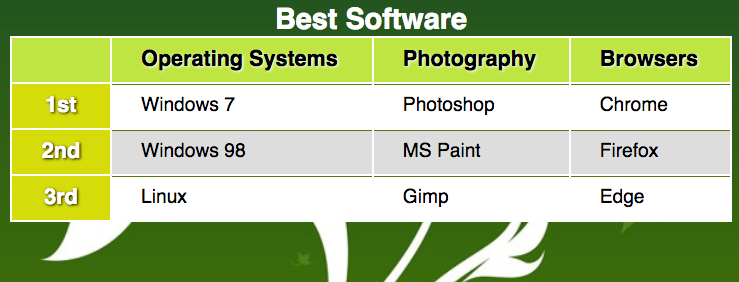 Best Software
Operating Systems Photography Browsers
1st Windows 7 Photoshop Chrome
2nd Windows 98 MS Paint Firefox
3rd Linux Gimp Edge